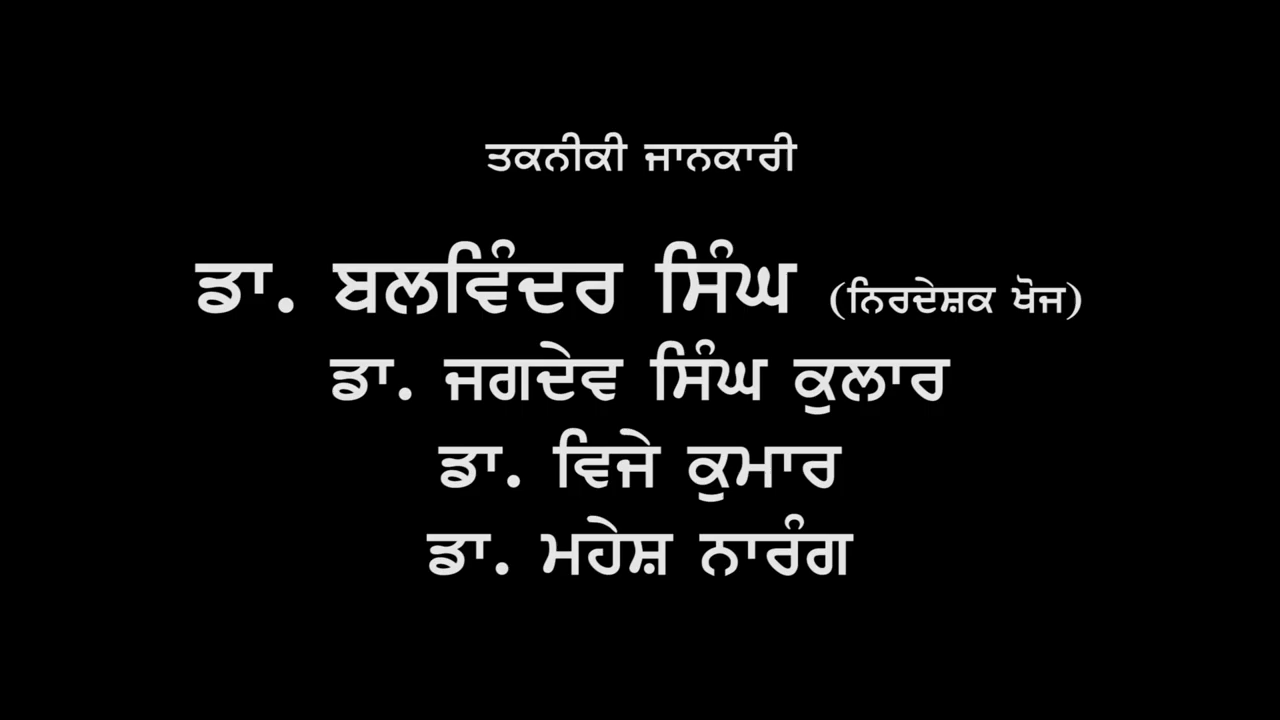 ਤਕਨੀਕੀ ਜਾਨਕਾਰੀ
ਡਾ. ਬਲਵਿੰਦਰ ਸਿੰਘ (ਨਿਰਦੇਸ਼ਕ ਖੋਜ)
ਡਾ. ਜਗਦੇਵ ਸਿੰਘ ਕੁਲਾਰ
ਡਾ. ਵਿਜੇ ਕੁਮਾਰ
ਡਾ. ਮਹੇਸ਼ ਨਾਰੰਗ